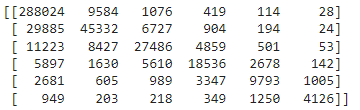 [[288024 9584 1076 419 114 28]
[ 29885 45332 6727 904 194 24]
[ 11223 8427 27486 4859 501 53]
[ 5897 1630 5610 18536 2678 142]
[ 2681 605 989 3347 9793 1005]
[ 949 203 218 349 1250 4126]]